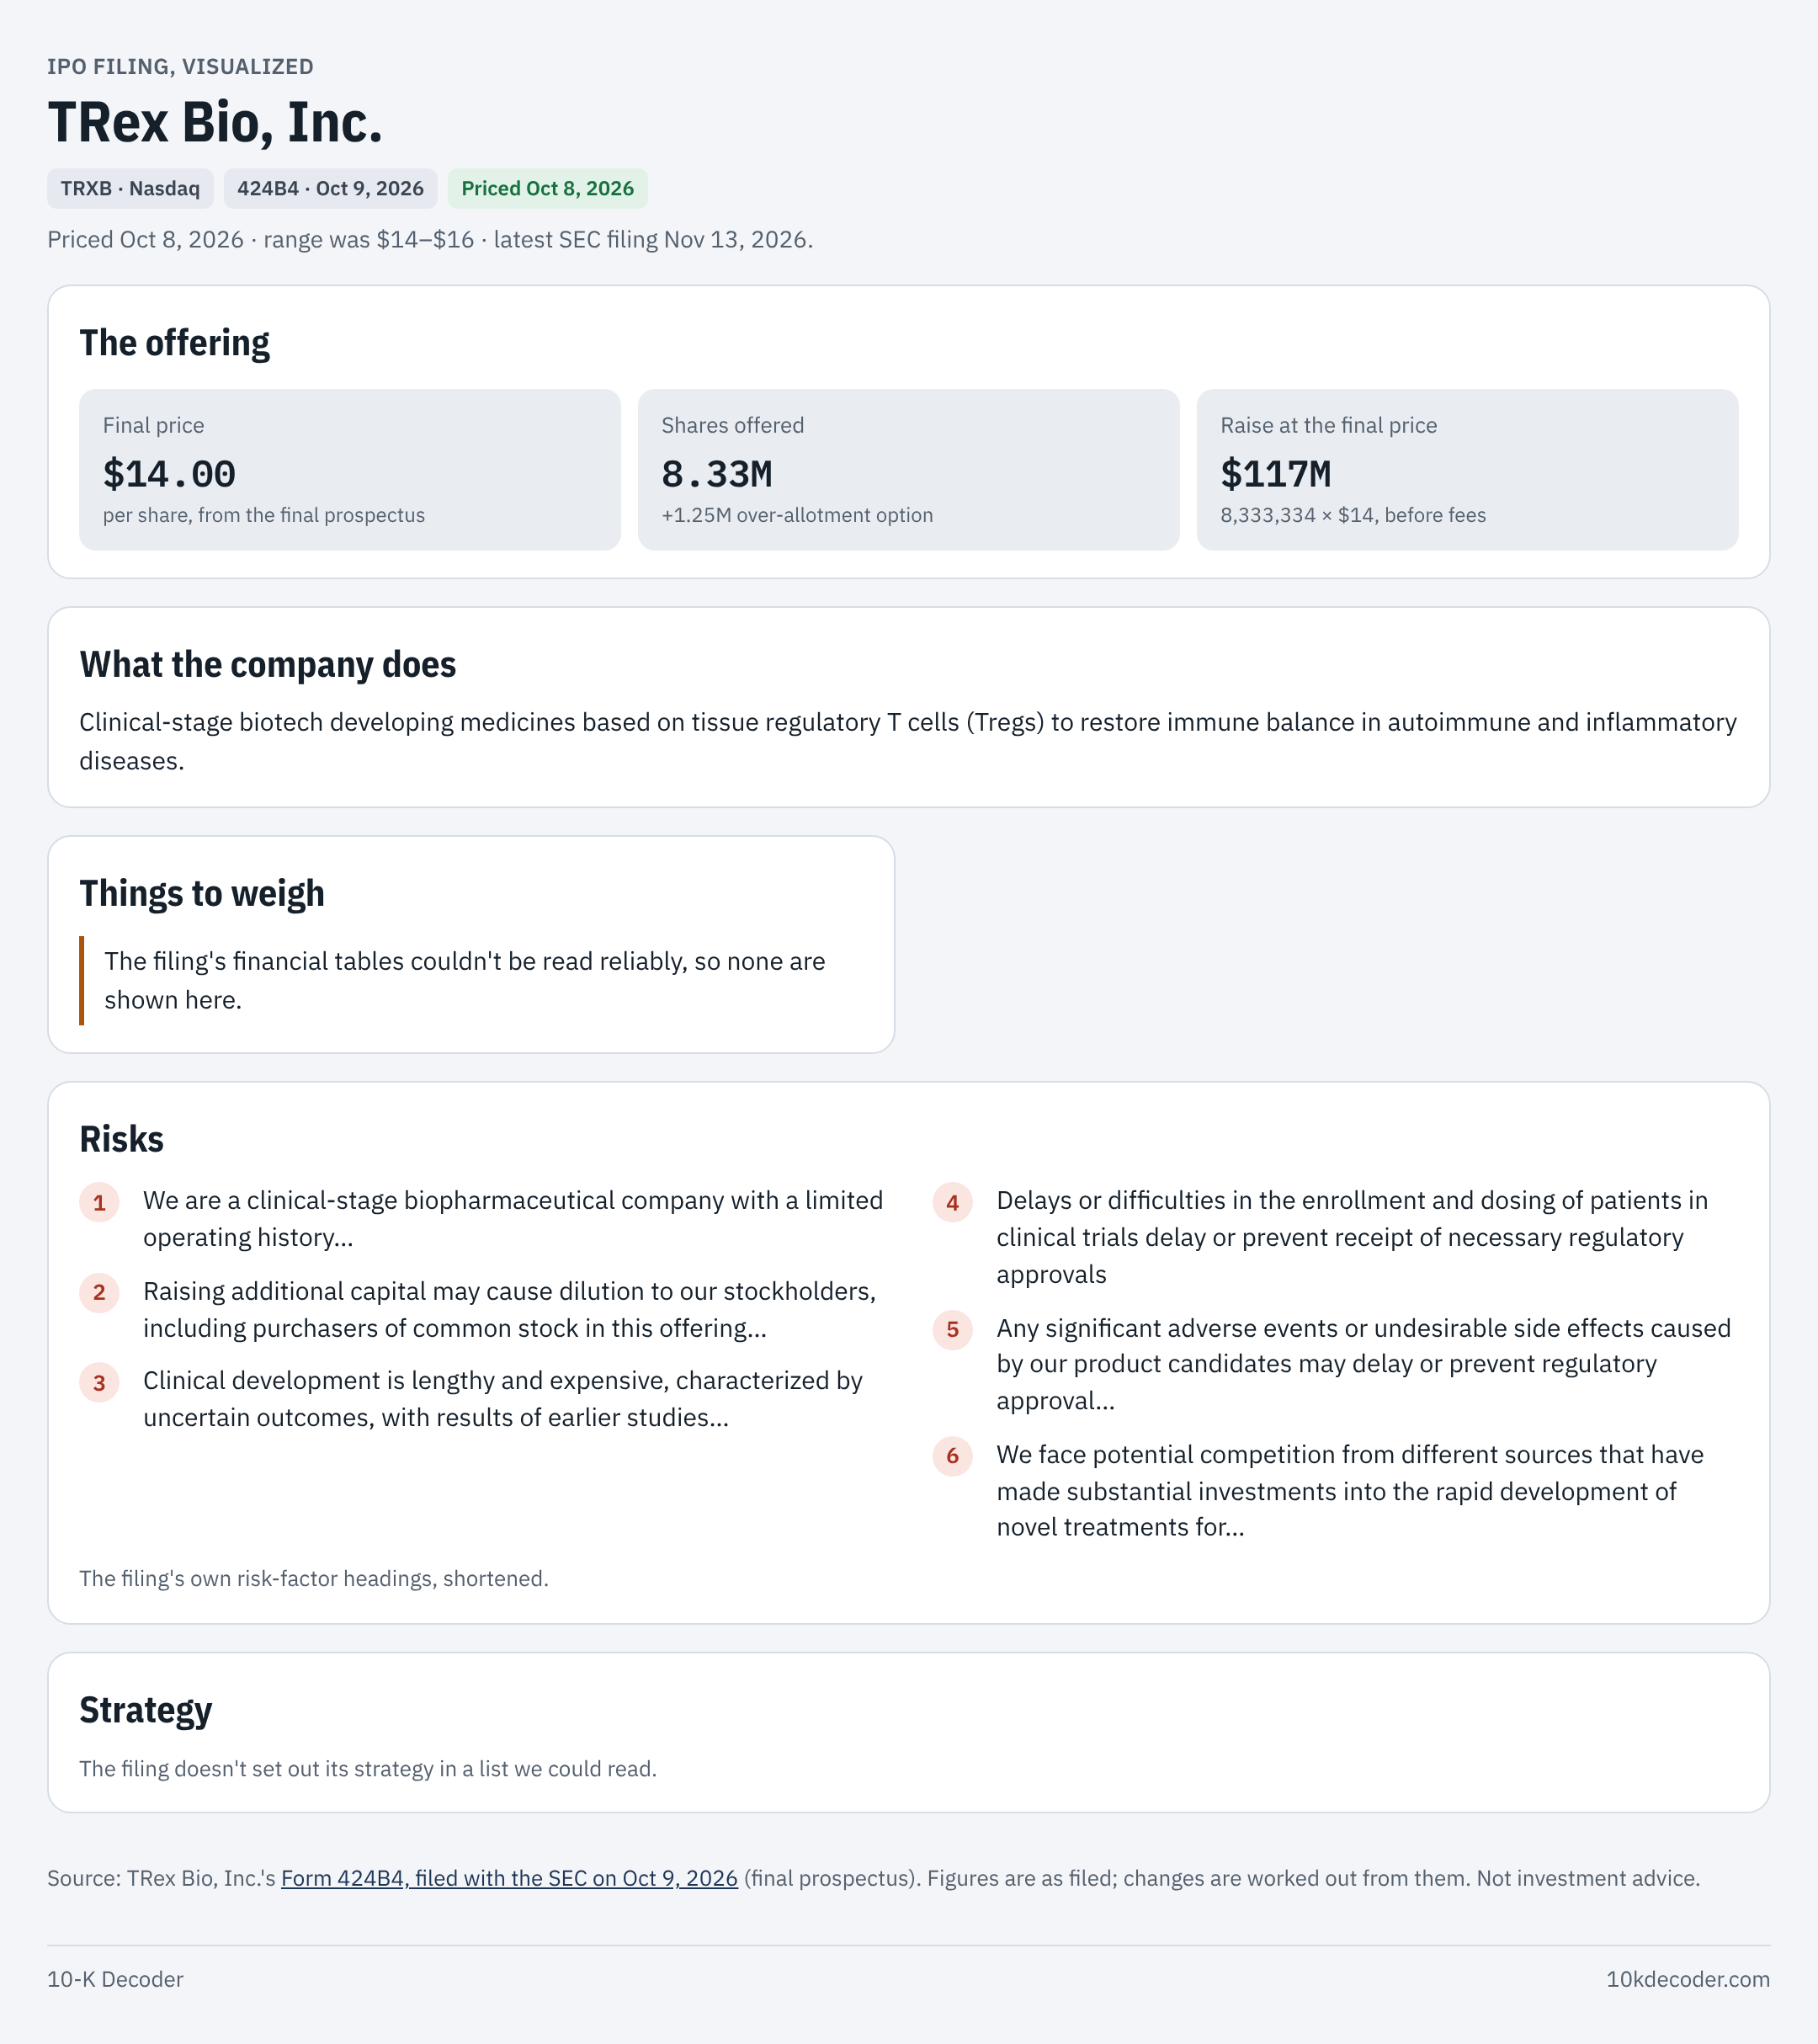 IPO FILING, VISUALIZED
TRex Bio, Inc.
TRXB · Nasdaq
424B4 · Oct 9, 2026
Priced Oct 8, 2026
Priced Oct 8, 2026 · range was $14–$16 · latest SEC filing Nov 13, 2026.
The offering
Final price
$14.00
per share, from the final prospectus
Shares offered
8.33M
+1.25M over-allotment option
Raise at the final price
$117M
8,333,334 × $14, before fees
What the company does
Clinical-stage biotech developing medicines based on tissue regulatory T cells (Tregs) to restore immune balance in autoimmune and inflammatory
diseases.
Things to weigh
The filing's financial tables couldn't be read reliably, so none are
shown here.
Risks
1 We are a clinical-stage biopharmaceutical company with a limited
operating history…
2 Raising additional capital may cause dilution to our stockholders,
including purchasers of common stock in this offering…
3 Clinical development is lengthy and expensive, characterized by
uncertain outcomes, with results of earlier studies…
4 Delays or difficulties in the enrollment and dosing of patients in
clinical trials delay or prevent receipt of necessary regulatory
approvals
5 Any significant adverse events or undesirable side effects caused
by our product candidates may delay or prevent regulatory
approval…
6 We face potential competition from different sources that have
made substantial investments into the rapid development of
novel treatments for…
The filing's own risk-factor headings, shortened.
Strategy
The filing doesn't set out its strategy in a list we could read.
Source: TRex Bio, Inc.'s Form 424B4, filed with the SEC on Oct 9, 2026 (final prospectus). Figures are as filed; changes are worked out from them. Not investment advice.
10-K Decoder
10kdecoder.com